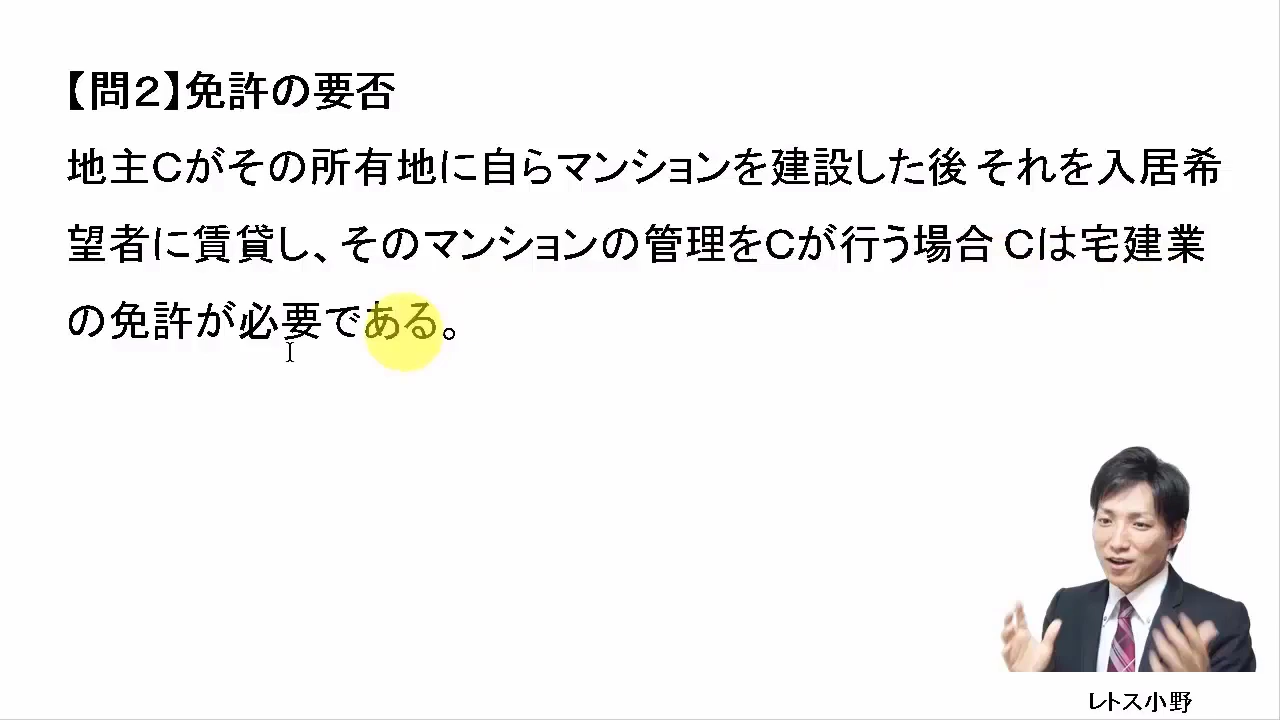 【問２】免許の要否
地主Ｃがその所有地に自らマンションを建設した後 それを入居希
望者に賃貸し、そのマンションの管理をＣが行う場合 Ｃは宅建業
の免許が必要である。
レトス小野